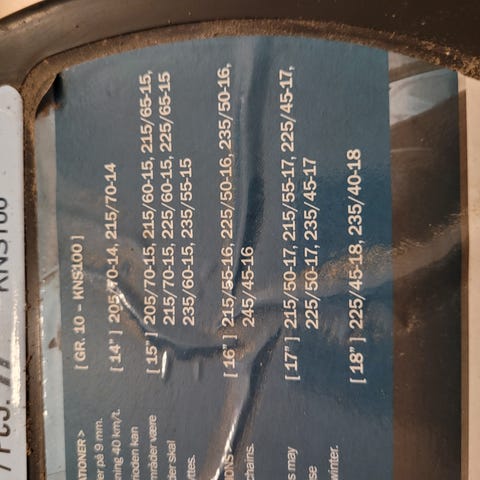 KNS100
[ GR. 10 – KNS100 ]
[ 14” ] 205/70-14, 215/70-14
[ 15” ] 205/70-15, 215/60-15, 215/65-15,
215/70-15, 225/60-15, 225/65-15
235/60-15, 235/55-15
[ 16” ] 215/55-16, 225/50-16, 235/50-16,
245/45-16
[ 17” ] 215/50-17, 215/55-17, 225/45-17,
225/50-17, 235/45-17
[ 18” ] 225/45-18, 235/40-18
ATIONER>
er på 9 mm.
ning 40 km/t.
rioden kan
mråder være
der skal
ONS>
chains.
s may
se
winter.